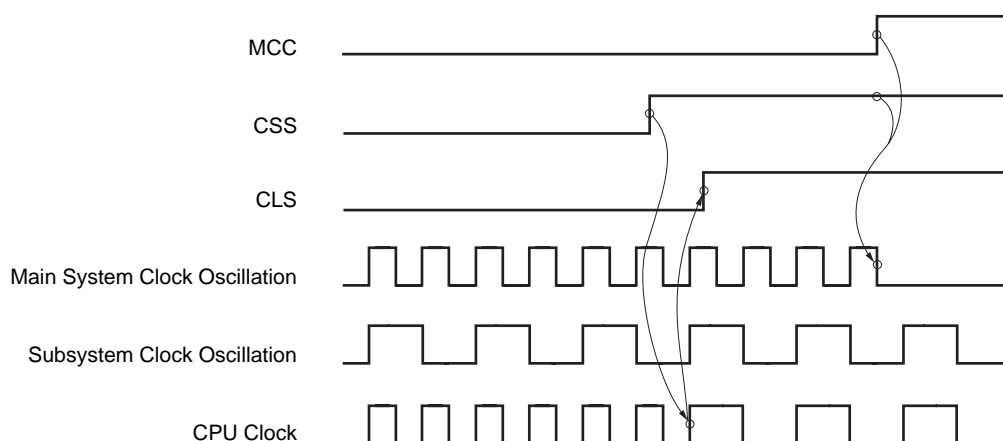 MCC
CSS
CLS
Main System Clock Oscillation
Subsystem Clock Oscillation
CPU Clock